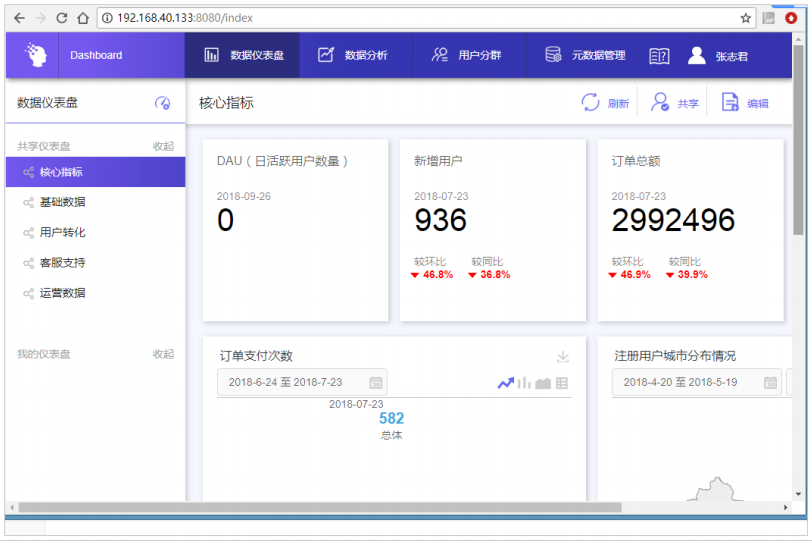 192.168.40.133:8080/index
Dashboard
数据仪表盘
数据分析
用户分群
元数据管理
张志君
数据仪表盘
核心指标
刷新
共享
编辑
共享仪表盘 收起
核心指标
基础数据
用户转化
客服支持
运营数据
我的仪表盘 收起
DAU（日活跃用户数量）
2018-09-26
0
新增用户
2018-07-23
936
较环比 较同比
46.8% 36.8%
订单总额
2018-07-23
2992496
较环比 较同比
46.9% 39.9%
订单支付次数
2018-6-24 至 2018-7-23
2018-07-23
582
总体
注册用户城市分布情况
2018-4-20 至 2018-5-19